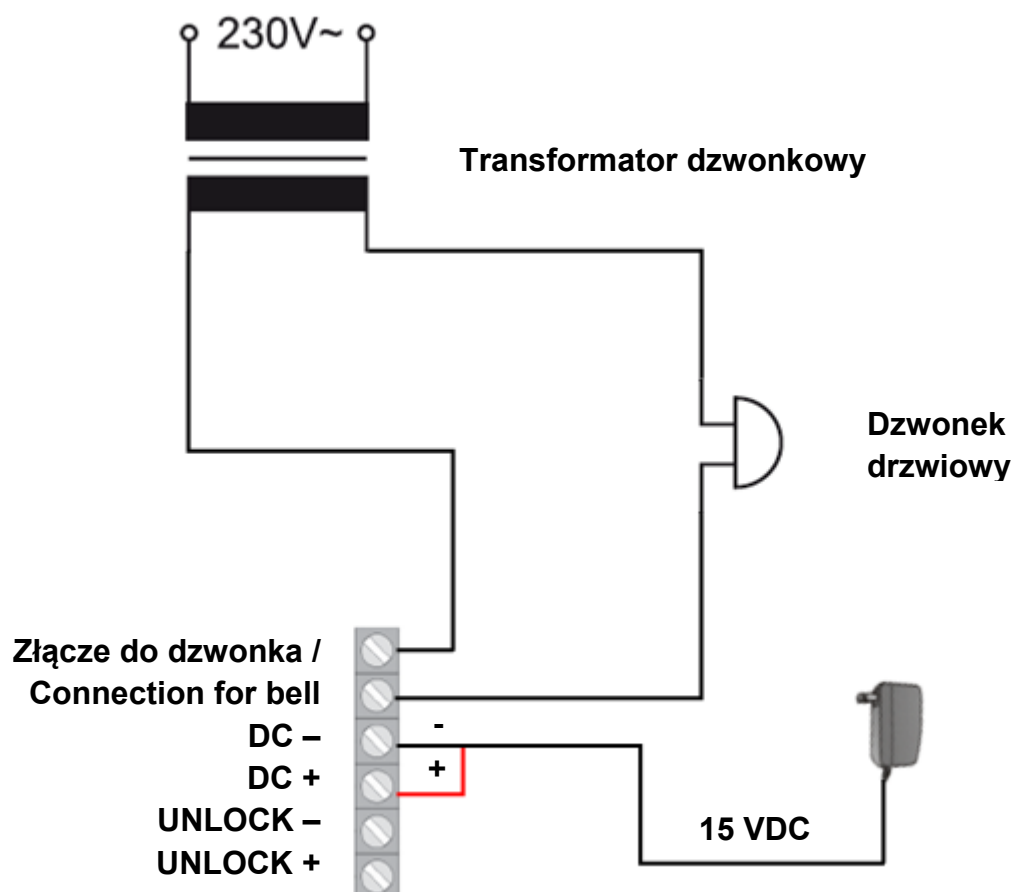 230V~
Transformator dzwonkowy
Dzwonek
drzwiowy
Złącze do dzwonka /
Connection for bell
DC –
-
DC +
+
UNLOCK –
15 VDC
UNLOCK +